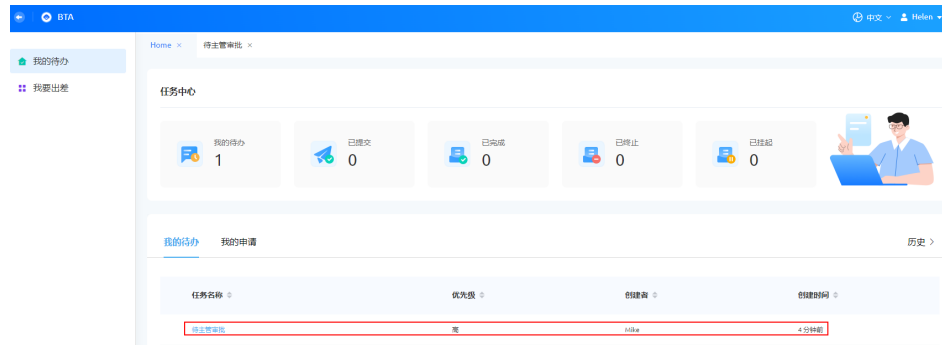 BTA 中文 Helen
我的待办
我要出差
Home × 待主管审批 ×
任务中心
我的待办 已提交 已完成 已终止 已挂起
1 0 0 0 0
我的待办 我的申请 历史 >
任务名称 优先级 创建者 创建时间
待主管审批 高 Mike 4 分钟前